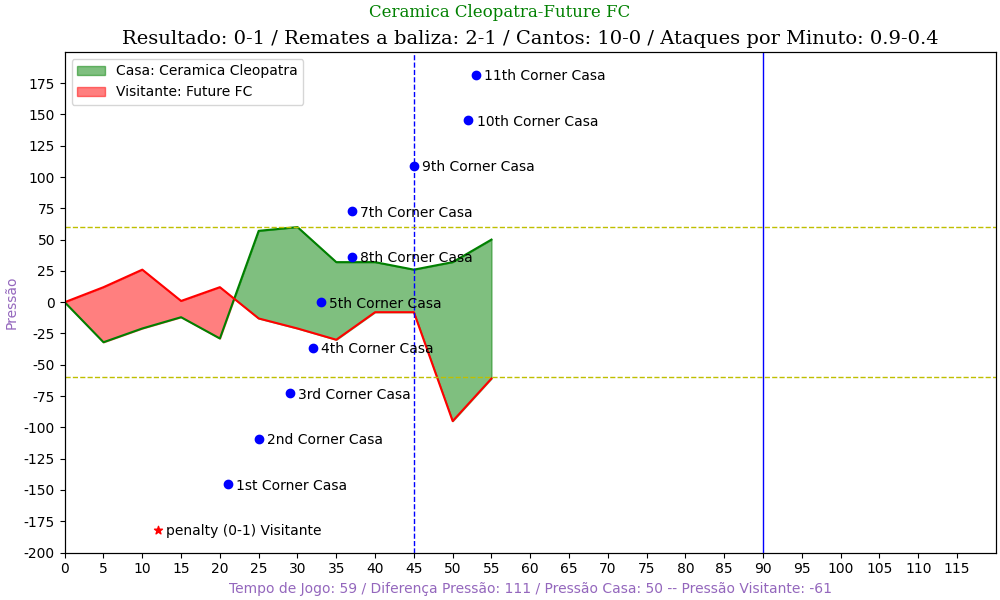 Ceramica Cleopatra-Future FC
Resultado: 0-1 / Remates a baliza: 2-1 / Cantos: 10-0 / Ataques por Minuto: 0.9-0.4
Casa: Ceramica Cleopatra
Visitante: Future FC
11th Corner Casa
10th Corner Casa
9th Corner Casa
7th Corner Casa
8th Corner Casa
5th Corner Casa
4th Corner Casa
3rd Corner Casa
2nd Corner Casa
1st Corner Casa
penalty (0-1) Visitante
Pressão
175
150
125
100
75
50
25
0
-25
-50
-75
-100
-125
-150
-175
-200
0 5 10 15 20 25 30 35 40 45 50 55 60 65 70 75 80 85 90 95 100 105 110 115
Tempo de Jogo: 59 / Diferença Pressão: 111 / Pressão Casa: 50 -- Pressão Visitante: -61